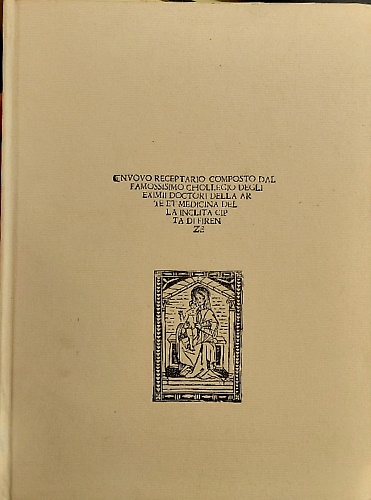 NVOVO RECEPTARIO COMPOSTO DAL
FAMOSSISIMO CHOLLEGIO DEGLI
EXIMII DOCTORI DELLA AR
TE ET MEDICINA DEL
LA INCLITA CIP
TA DI FIREN
ZE